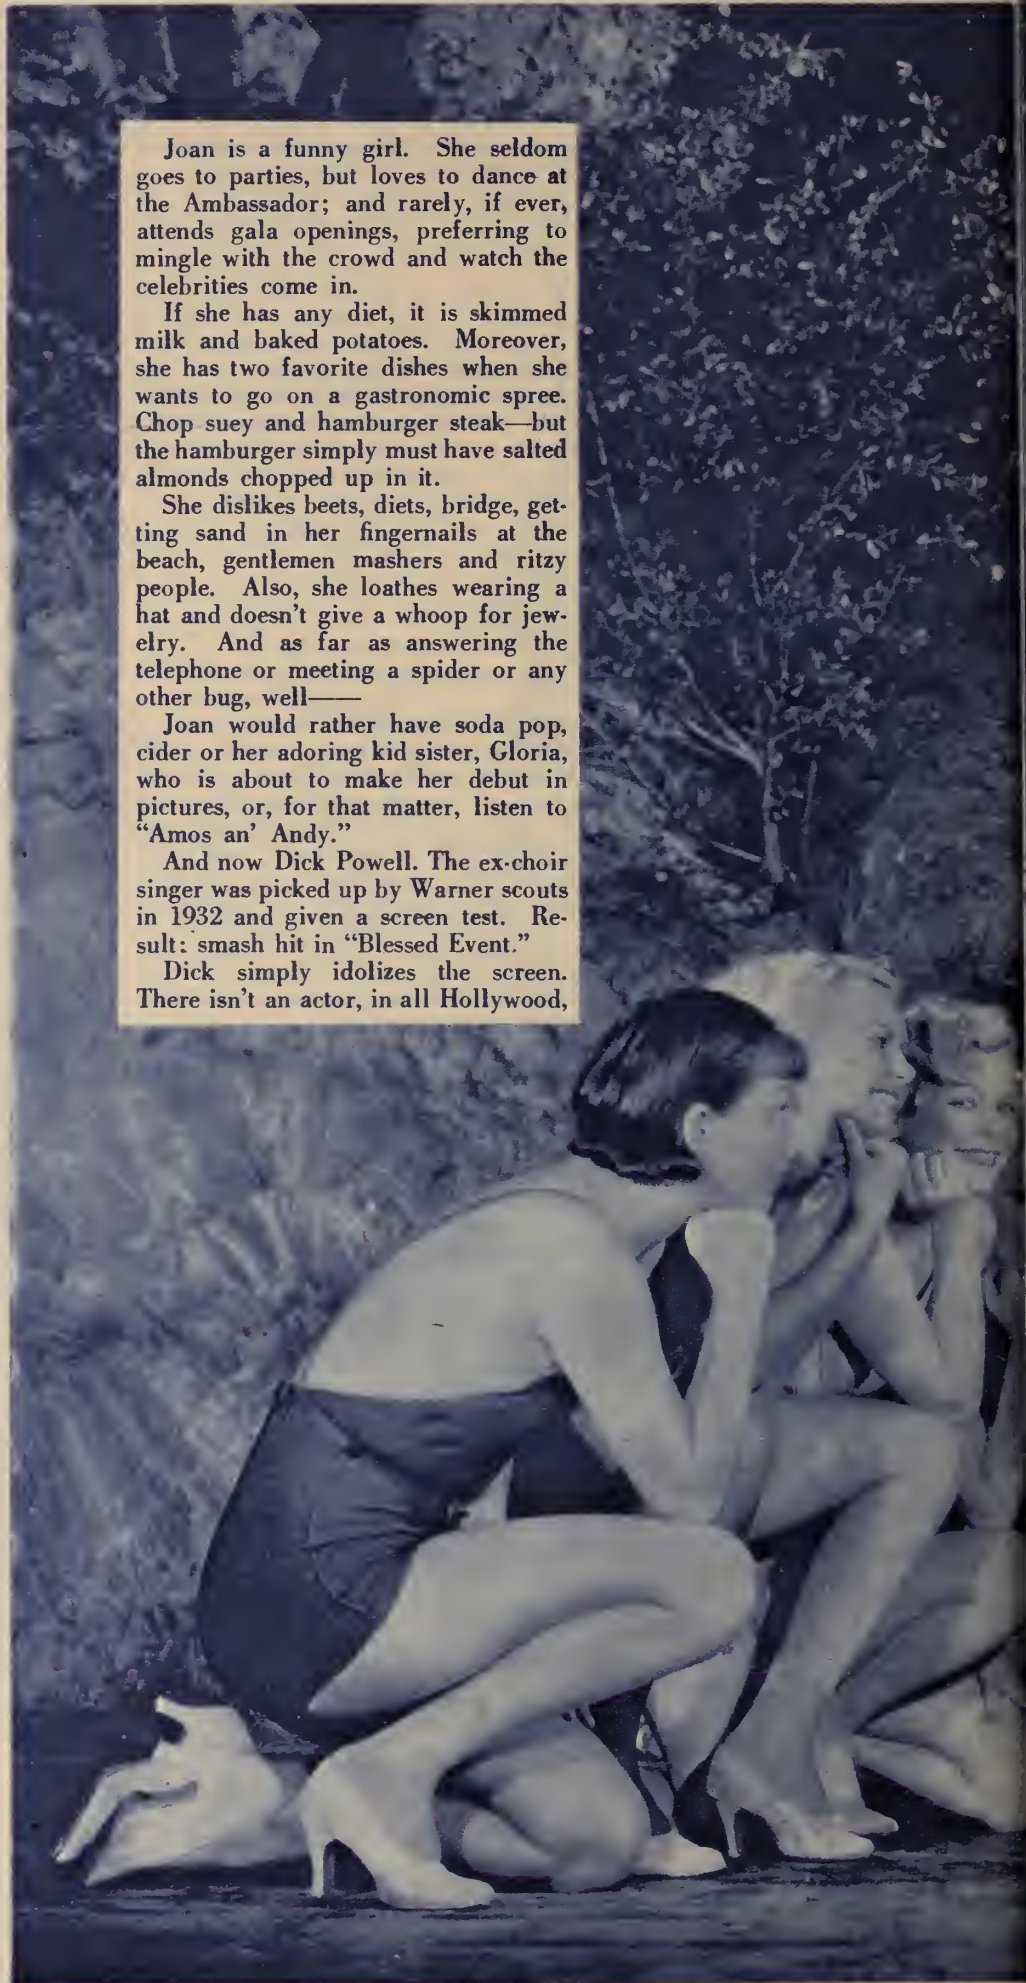 Joan is a funny girl. She seldom
goes to parties, but loves to dance at
the Ambassador; and rarely, if ever,
attends gala openings, preferring to
mingle with the crowd and watch the
celebrities come in.
If she has any diet, it is skimmed
milk and baked potatoes. Moreover,
she has two favorite dishes when she
wants to go on a gastronomic spree.
Chop suey and hamburger steak—but
the hamburger simply must have salted
almonds chopped up in it.
She dislikes beets, diets, bridge, get-
ting sand in her fingernails at the
beach, gentlemen mashers and ritzy
people. Also, she loathes wearing a
hat and doesn't give a whoop for jew-
elry. And as far as answering the
telephone or meeting a spider or any
other bug, well——
Joan would rather have soda pop,
cider or her adoring kid sister, Gloria,
who is about to make her debut in
pictures, or, for that matter, listen to
“Amos an' Andy.”
And now Dick Powell. The ex-choir
singer was picked up by Warner scouts
in 1932 and given a screen test. Re-
sult: smash hit in “Blessed Event.”
Dick simply idolizes the screen.
There isn't an actor, in all Hollywood,